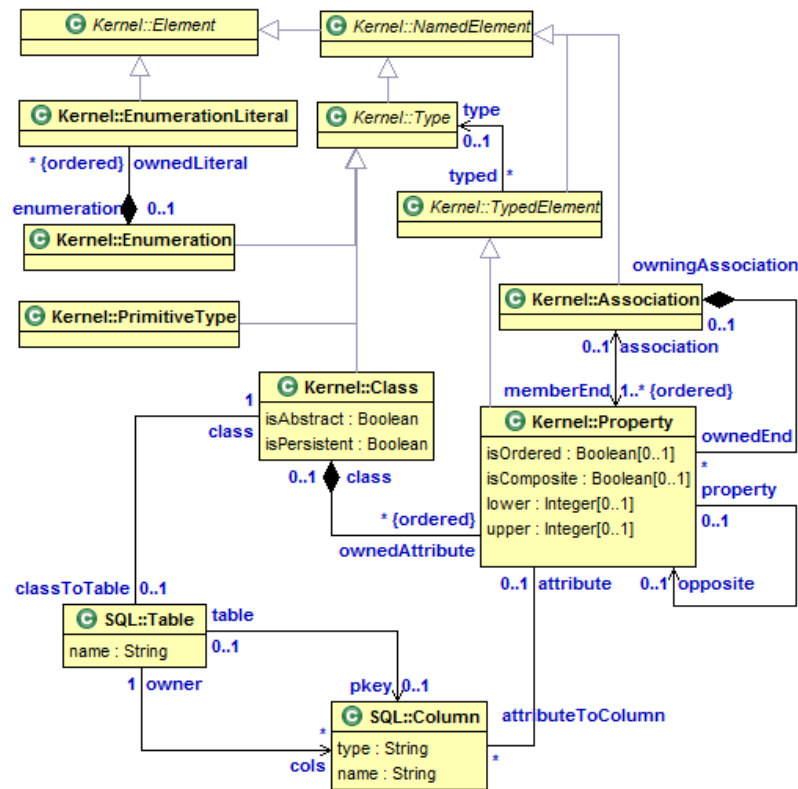 C Kernel::Element
C Kernel::NamedElement
C Kernel::EnumerationLiteral
C Kernel::Type
type
0..1
* {ordered} ownedLiteral
typed *
enumeration 0..1
C Kernel::TypedElement
C Kernel::Enumeration
owningAssociation
C Kernel::Association
0..1
C Kernel::PrimitiveType
0..1 association
C Kernel::Class
isAbstract : Boolean
isPersistent : Boolean
1
class
memberEnd 1..* {ordered}
C Kernel::Property
isOrdered : Boolean[0..1]
isComposite : Boolean[0..1]
lower : Integer[0..1]
upper : Integer[0..1]
ownedEnd
*
property
0..1
0..1 class
* {ordered}
ownedAttribute
0..1 attribute
0..1 opposite
classToTable 0..1
C SQL::Table
name : String
table
0..1
1 owner
pkey 0..1
C SQL::Column
type : String
name : String
attributeToColumn
*
*
cols